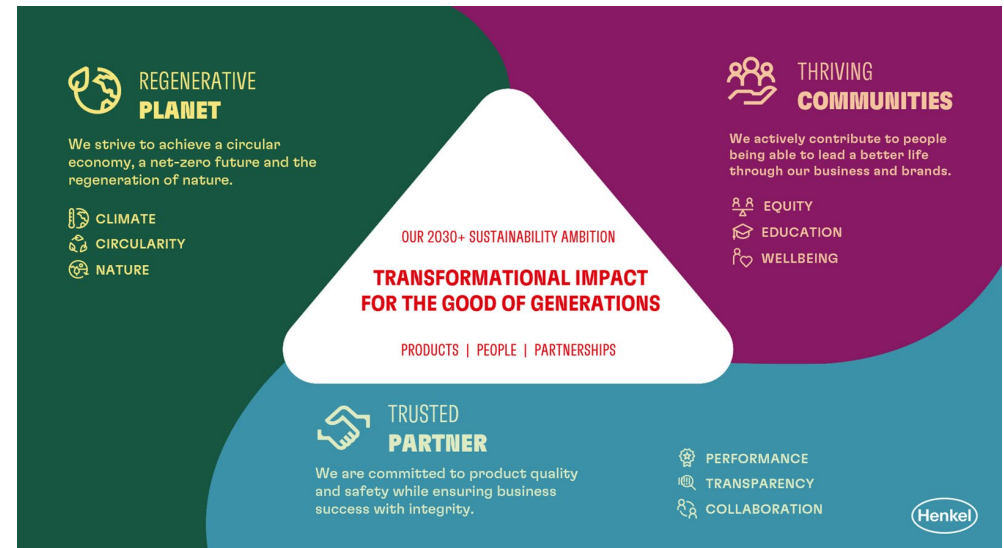 REGENERATIVE
PLANET
We strive to achieve a circular
economy, a net-zero future and the
regeneration of nature.
CLIMATE
CIRCULARITY
NATURE
THRIVING
COMMUNITIES
We actively contribute to people
being able to lead a better life
through our business and brands.
EQUITY
EDUCATION
WELLBEING
OUR 2030+ SUSTAINABILITY AMBITION
TRANSFORMATIONAL IMPACT
FOR THE GOOD OF GENERATIONS
PRODUCTS | PEOPLE | PARTNERSHIPS
TRUSTED
PARTNER
We are committed to product quality
and safety while ensuring business
success with integrity.
PERFORMANCE
TRANSPARENCY
COLLABORATION
Henkel